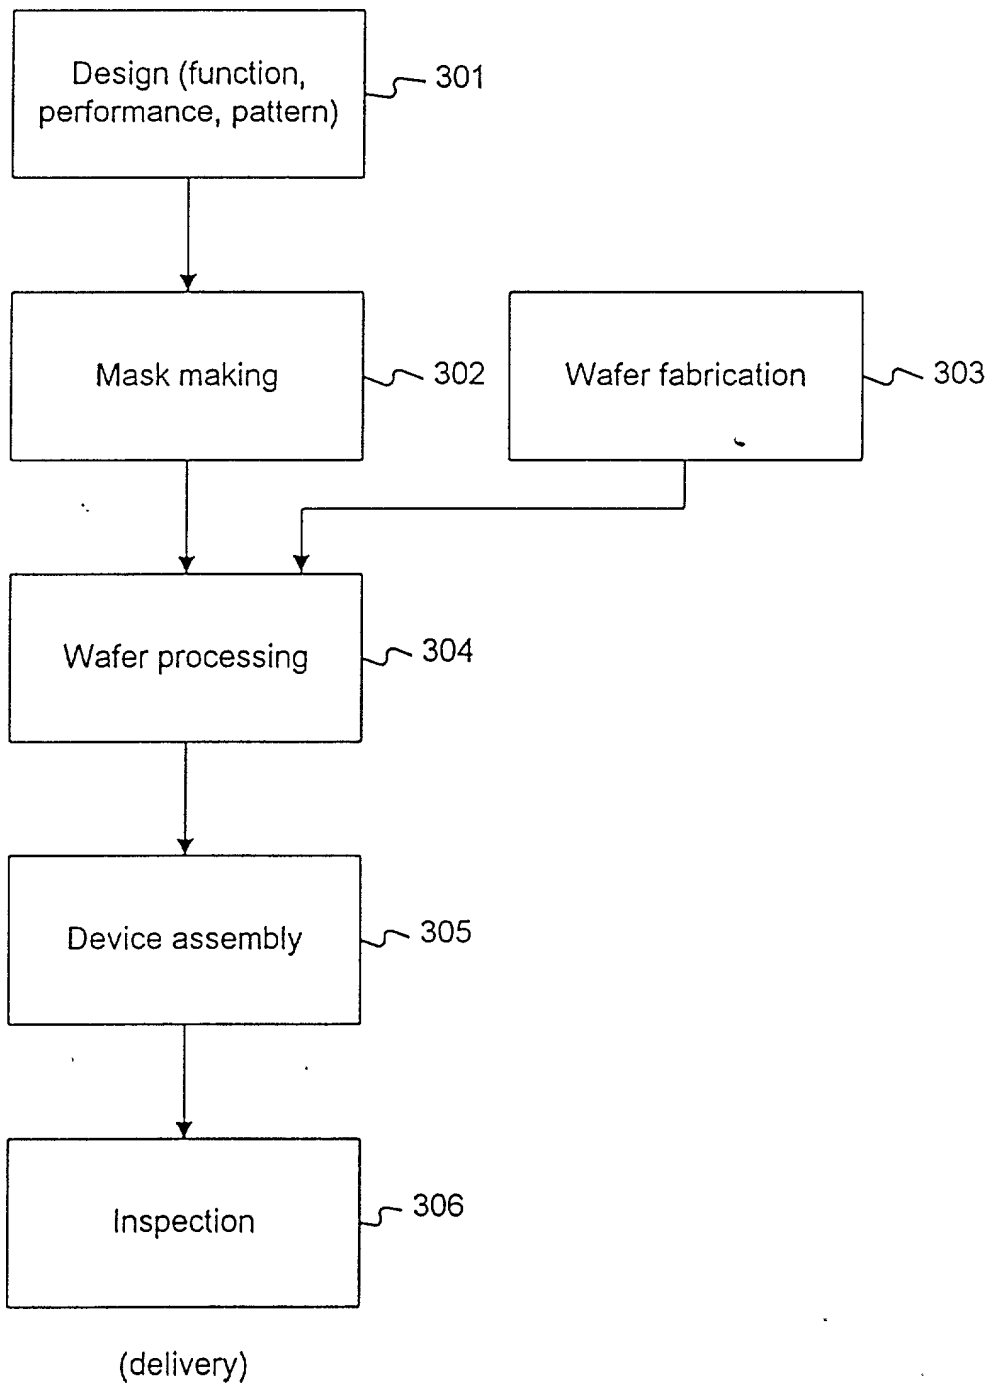 Design (function,
performance, pattern)
301
Mask making
302
Wafer fabrication
303
Wafer processing
304
Device assembly
305
Inspection
306
(delivery)